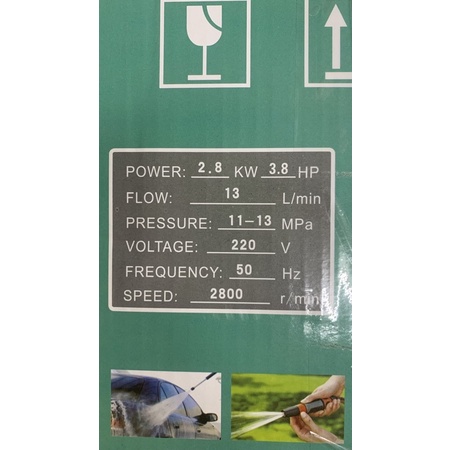 POWER: 2.8 KW 3.8 HP
FLOW: 13 L/min
PRESSURE: 11-13 MPa
VOLTAGE: 220 V
FREQUENCY: 50 Hz
SPEED: 2800 r/min